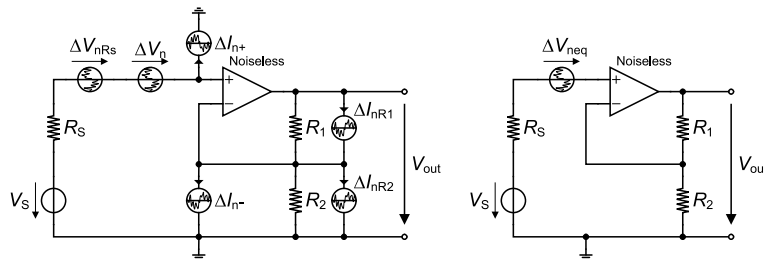 ΔVnRs
ΔVn
ΔIn+
Noiseless
+
−
RS
VS
ΔIn-
R1
ΔInR1
R2
ΔInR2
Vout
ΔVneq
Noiseless
+
−
RS
VS
R1
R2
Vou